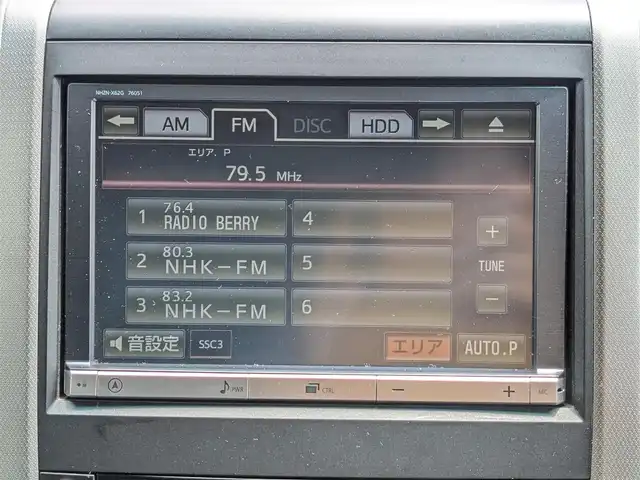 NHZN-X62G 76051
AM FM DISC HDD
エリア. P
79.5 MHz
1 76.4 RADIO BERRY
4
2 80.3 NHK-FM
5
3 83.2 NHK-FM
6
+
TUNE
-
音設定 SSC3 エリア AUTO.P
PWR CTRL - + MIC